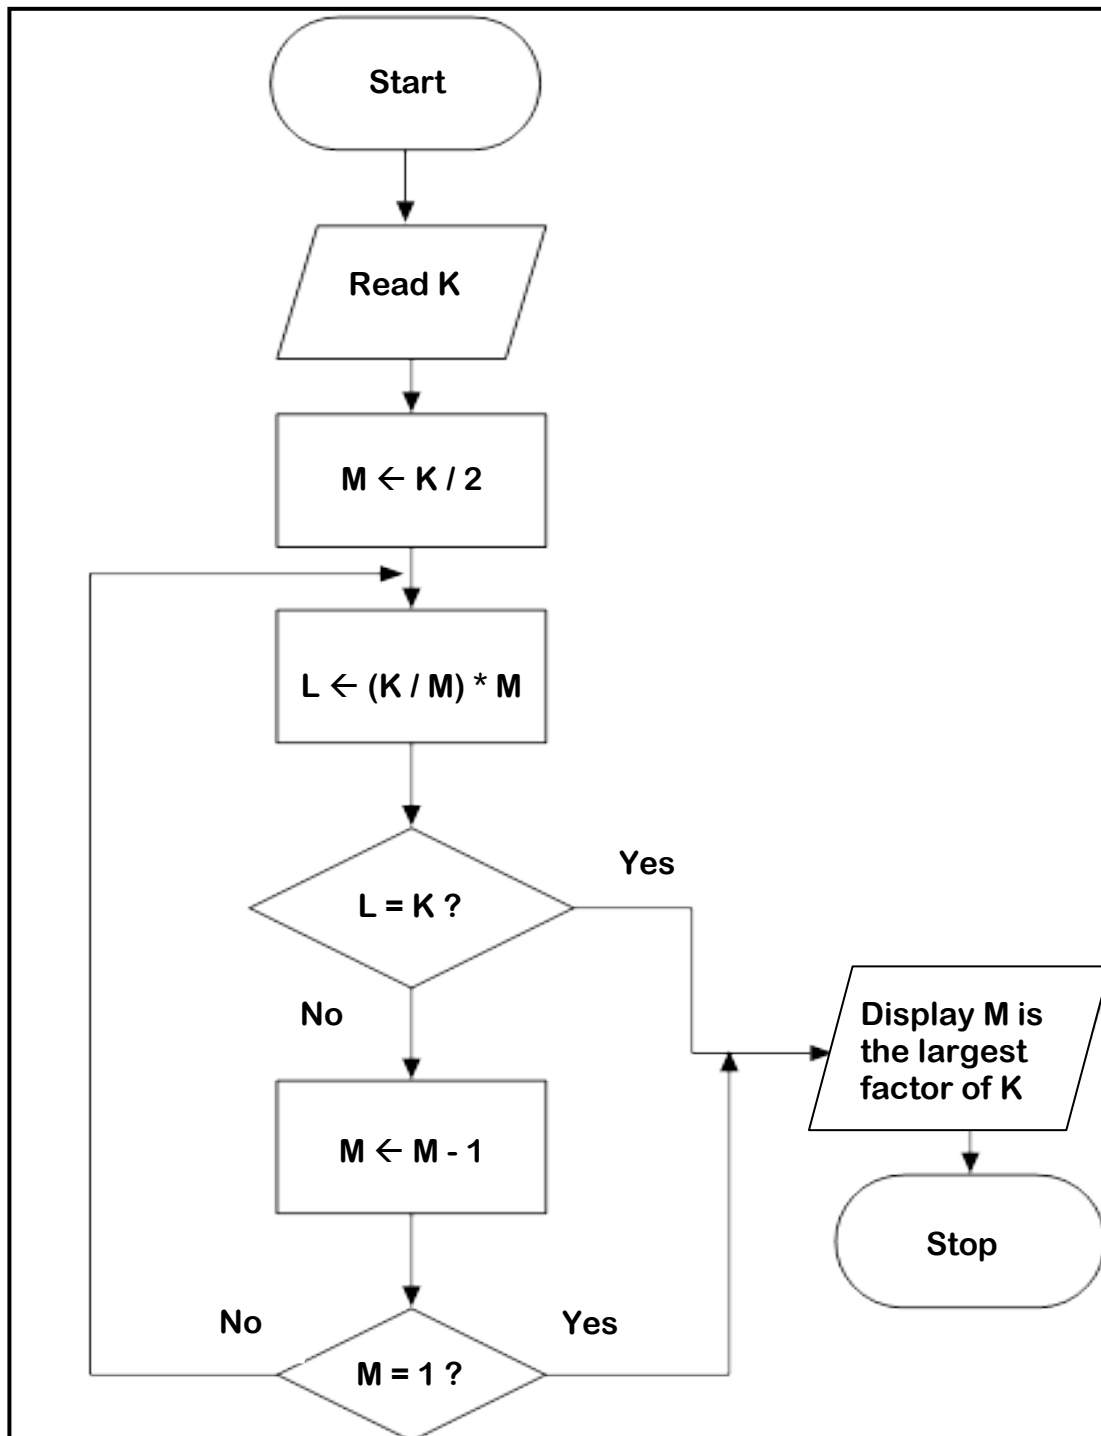 Start
Read K
M ← K / 2
L ← (K / M) * M
Yes
L = K ?
No
Display M is
the largest
factor of K
M ← M - 1
Stop
No
Yes
M = 1 ?